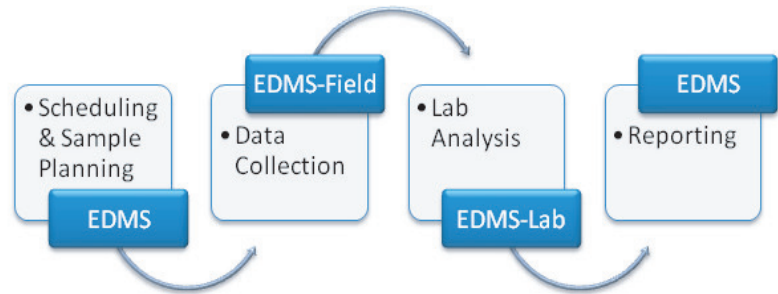 • Scheduling
& Sample
Planning
EDMS
EDMS-Field
• Data
Collection
• Lab
Analysis
EDMS-Lab
EDMS
• Reporting